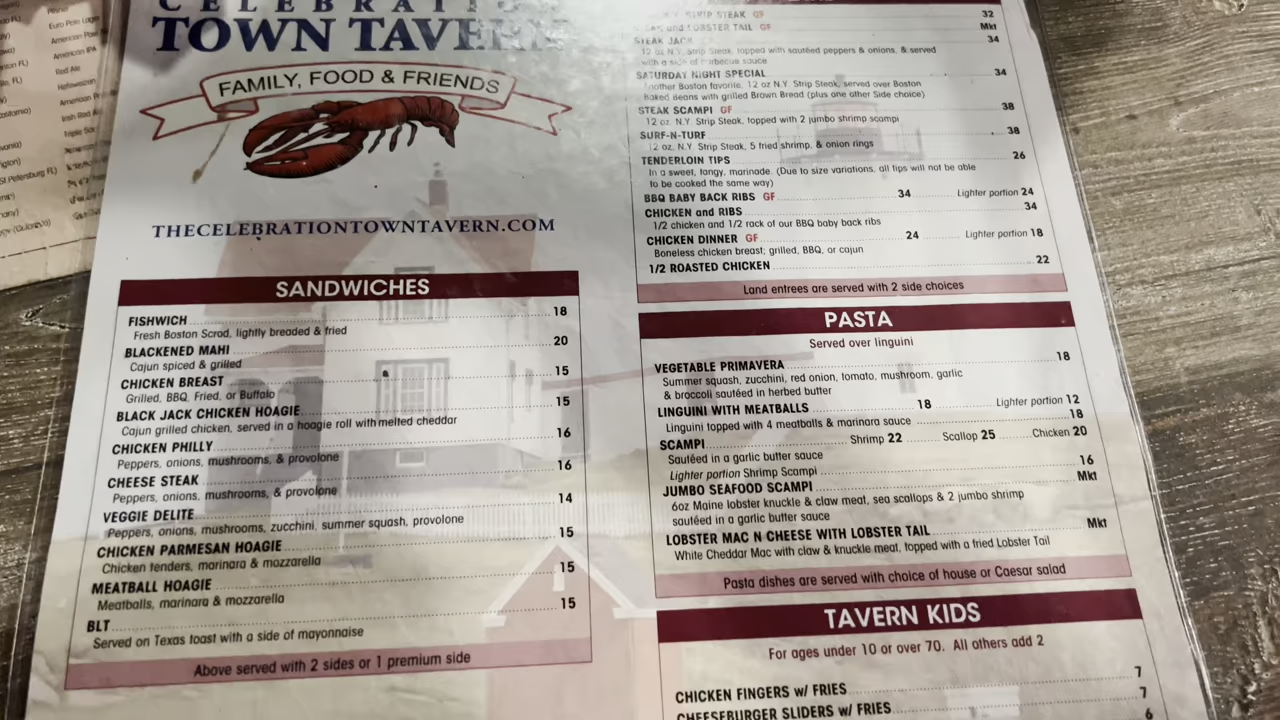 Pilsner
Euro Pale Lager
Red Ale
Hefeweizen
CELEBRATION
TOWN TAVERN
FAMILY, FOOD & FRIENDS
THECELEBRATIONTOWNTAVERN.COM
SANDWICHES
FISHWICH 18
Fresh Boston Scrod, lightly breaded & fried
BLACKENED MAHI 20
Cajun spiced & grilled
CHICKEN BREAST 15
Grilled, BBQ, Fried, or Buffalo
BLACK JACK CHICKEN HOAGIE 15
Cajun grilled chicken, served in a hoagie roll with melted cheddar
CHICKEN PHILLY 16
Peppers, onions, mushrooms, & provolone
CHEESE STEAK 16
Peppers, onions, mushrooms, & provolone
VEGGIE DELITE 14
Peppers, onions, mushrooms, zucchini, summer squash, provolone
CHICKEN PARMESAN HOAGIE 15
Chicken tenders, marinara & mozzarella
MEATBALL HOAGIE 15
Meatballs, marinara & mozzarella
BLT 15
Served on Texas toast with a side of mayonnaise
Above served with 2 sides or 1 premium side
STRIP STEAK GF 32
and LOBSTER TAIL GF Mkt
STEAK JACK 34
12 oz N.Y. Strip Steak, topped with sautéed peppers & onions, & served
with a side of barbecue sauce
SATURDAY NIGHT SPECIAL 34
Another Boston favorite, 12 oz N.Y. Strip Steak, served over Boston
Baked Beans with grilled Brown Bread (plus one other Side choice)
STEAK SCAMPI GF 38
12 oz. N.Y. Strip Steak, topped with 2 jumbo shrimp scampi
SURF-N-TURF 38
12 oz. N.Y. Strip Steak, 5 fried shrimp, & onion rings
TENDERLOIN TIPS 26
In a sweet, tangy, marinade. (Due to size variations, all tips will not be able
to be cooked the same way)
BBQ BABY BACK RIBS GF 34 Lighter portion 24
CHICKEN and RIBS 34
1/2 chicken and 1/2 rack of our BBQ baby back ribs
CHICKEN DINNER GF 24 Lighter portion 18
Boneless chicken breast; grilled, BBQ, or cajun
1/2 ROASTED CHICKEN 22
Land entrees are served with 2 side choices
PASTA
Served over linguini
VEGETABLE PRIMAVERA 18
Summer squash, zucchini, red onion, tomato, mushroom, garlic
& broccoli sautéed in herbed butter
LINGUINI WITH MEATBALLS 18 Lighter portion 12
Linguini topped with 4 meatballs & marinara sauce 18
SCAMPI Shrimp 22 Scallop 25 Chicken 20
Sautéed in a garlic butter sauce
Lighter portion Shrimp Scampi 16
JUMBO SEAFOOD SCAMPI Mkt
6oz Maine lobster knuckle & claw meat, sea scallops & 2 jumbo shrimp
sautéed in a garlic butter sauce
LOBSTER MAC N CHEESE WITH LOBSTER TAIL Mkt
White Cheddar Mac with claw & knuckle meat, topped with a fried Lobster Tail
Pasta dishes are served with choice of house or Caesar salad
TAVERN KIDS
For ages under 10 or over 70. All others add 2
CHICKEN FINGERS w/ FRIES 7
CHEESEBURGER SLIDERS w/ FRIES 7
6